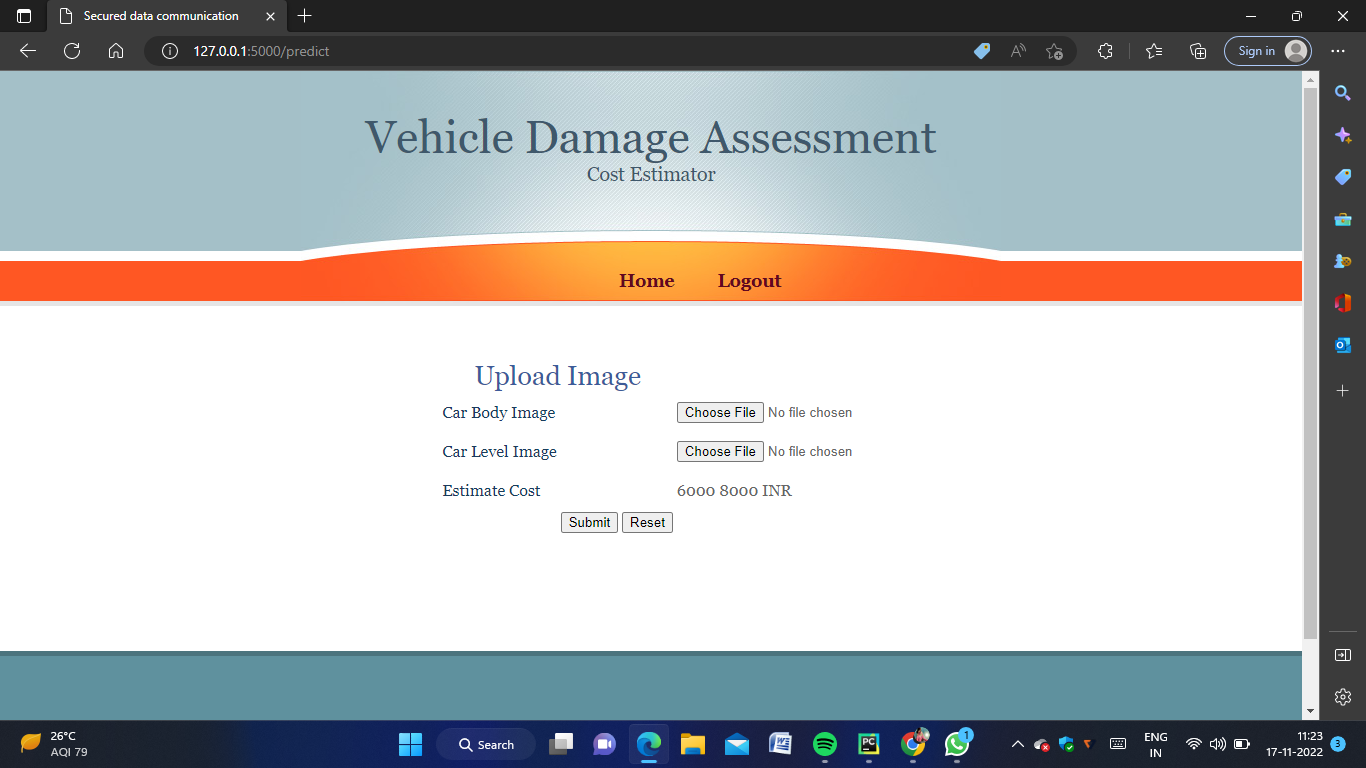 Secured data communication
127.0.0.1:5000/predict
Sign in
Vehicle Damage Assessment
Cost Estimator
Home Logout
Upload Image
Car Body Image Choose File No file chosen
Car Level Image Choose File No file chosen
Estimate Cost 6000 8000 INR
Submit Reset
26°C
AQI 79
Search
1
ENG
IN
11:23
17-11-2022
3